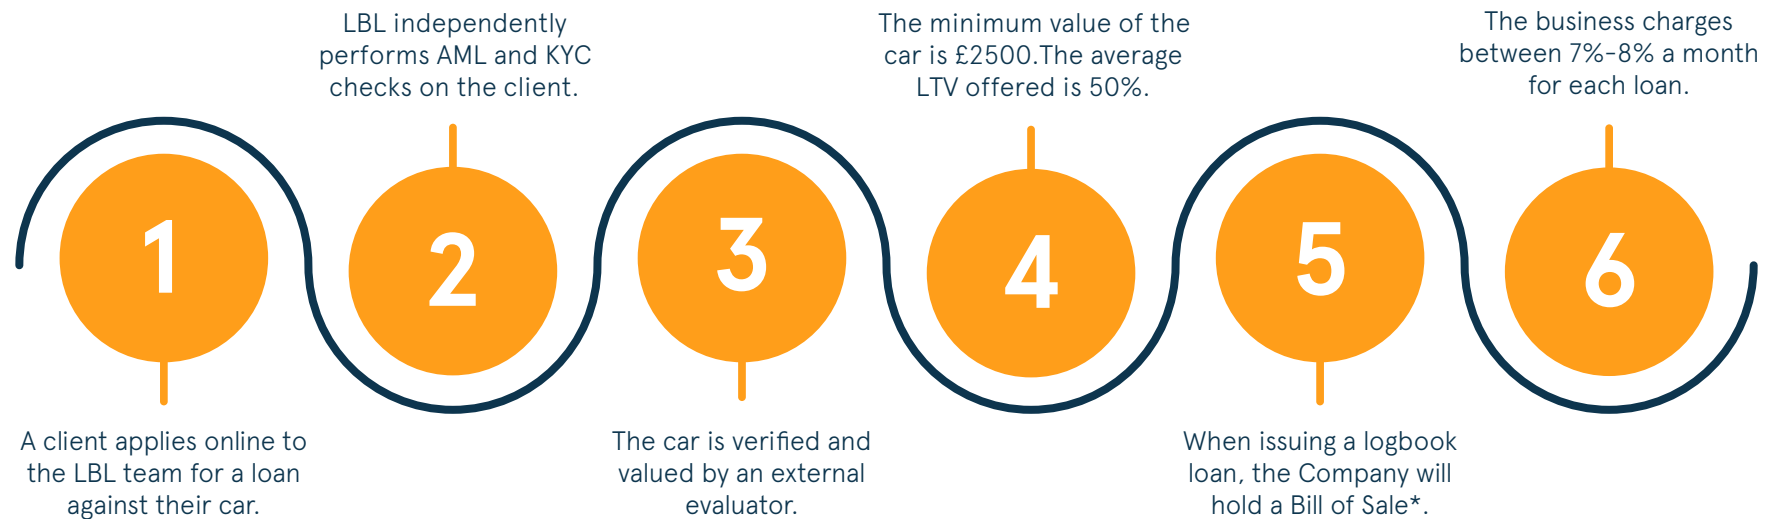 1
A client applies online to
the LBL team for a loan
against their car.
2
LBL independently
performs AML and KYC
checks on the client.
3
The car is verified and
valued by an external
evaluator.
4
The minimum value of the
car is £2500.The average
LTV offered is 50%.
5
When issuing a logbook
loan, the Company will
hold a Bill of Sale*.
6
The business charges
between 7%-8% a month
for each loan.